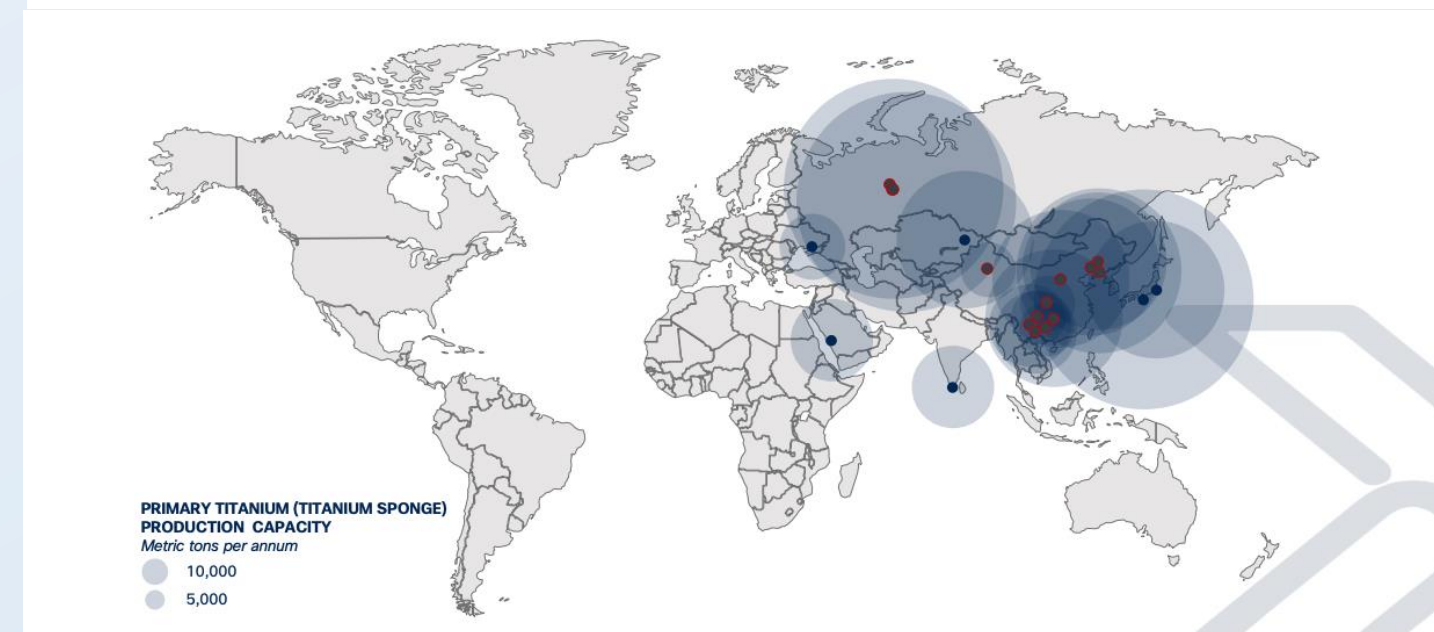 PRIMARY TITANIUM (TITANIUM SPONGE)
PRODUCTION CAPACITY
Metric tons per annum
10,000
5,000